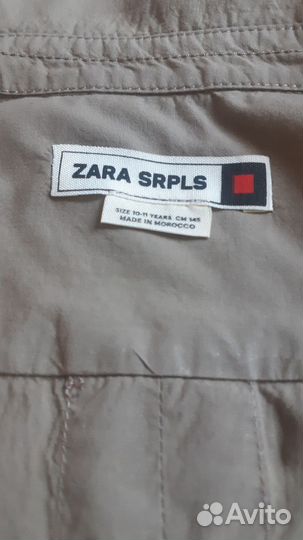 ZARA SRPLS
SIZE 10-11 YEARS CM 145
MADE IN MOROCCO
Avito